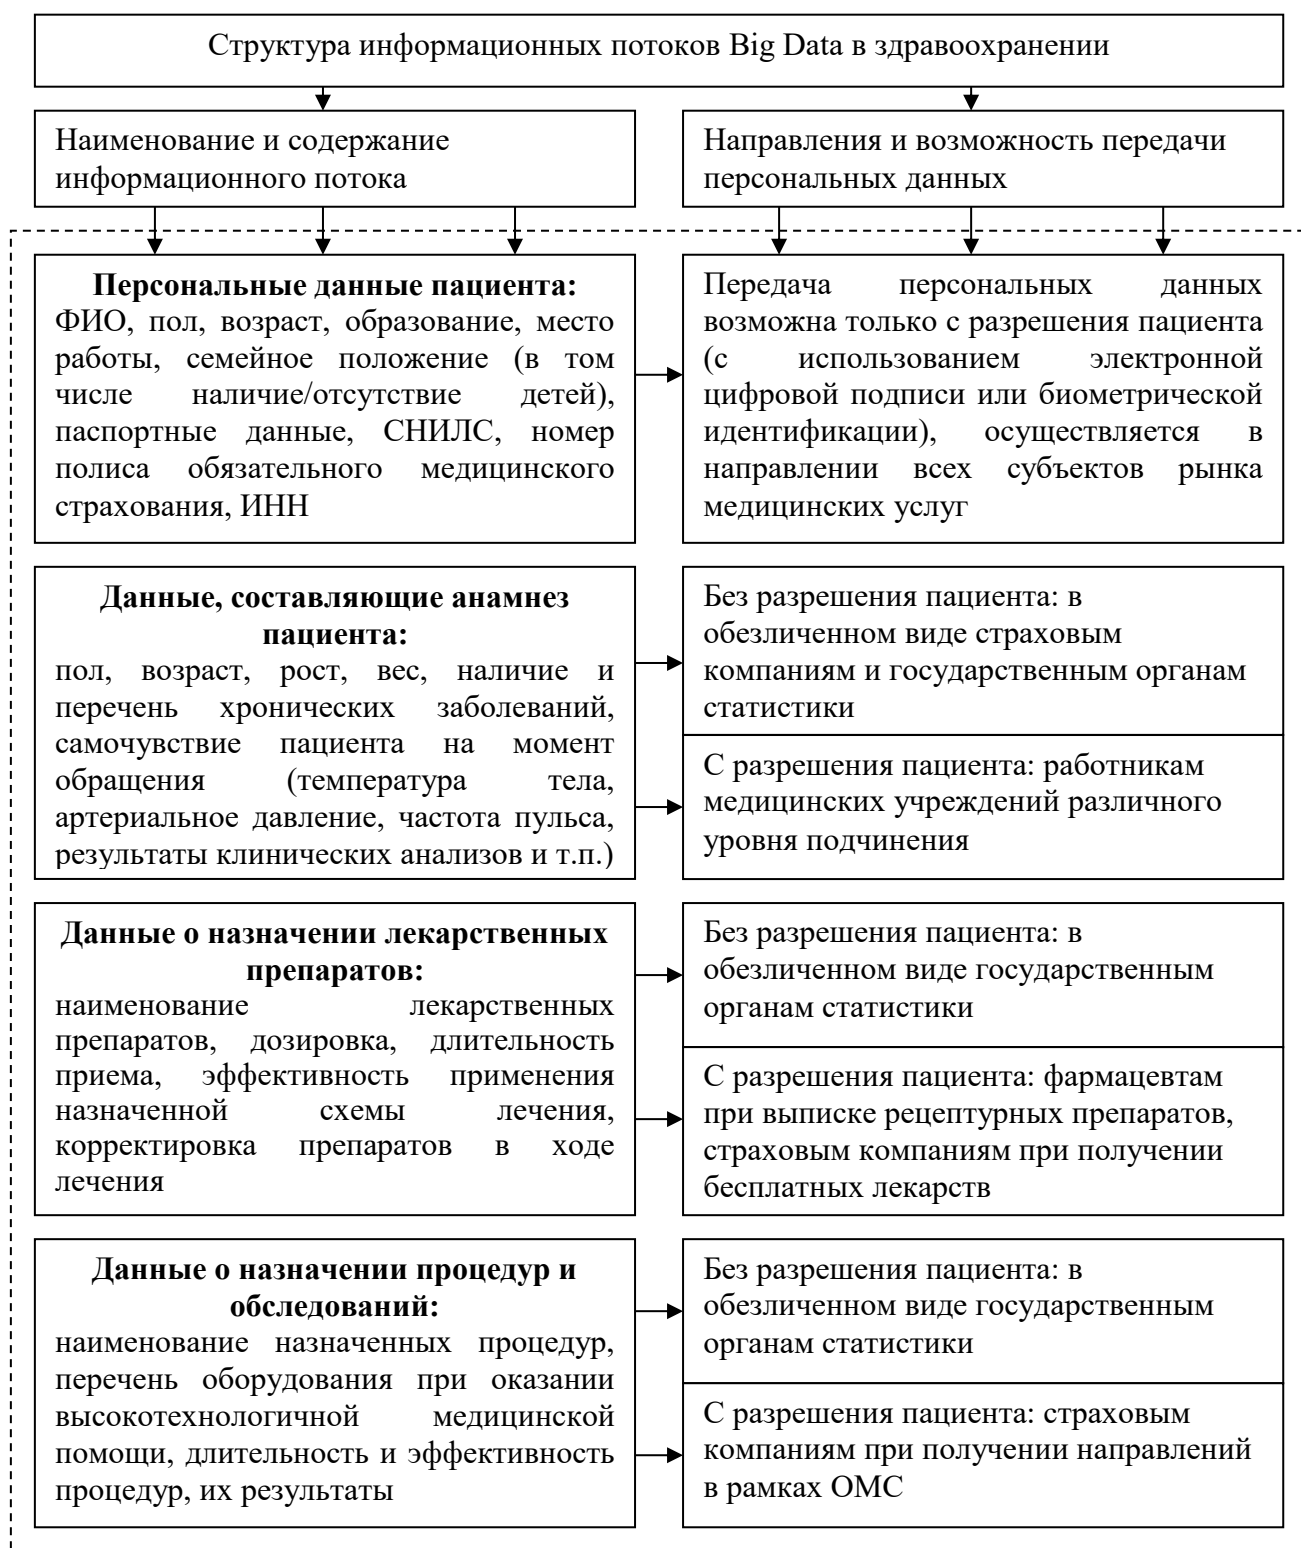 Структура информационных потоков Big Data в здравоохранении
Наименование и содержание
информационного потока
Направления и возможность передачи
персональных данных
Персональные данные пациента:
ФИО, пол, возраст, образование, место
работы, семейное положение (в том
числе наличие/отсутствие детей),
паспортные данные, СНИЛС, номер
полиса обязательного медицинского
страхования, ИНН
Передача персональных данных
возможна только с разрешения пациента
(с использованием электронной
цифровой подписи или биометрической
идентификации), осуществляется в
направлении всех субъектов рынка
медицинских услуг
Данные, составляющие анамнез
пациента:
пол, возраст, рост, вес, наличие и
перечень хронических заболеваний,
самочувствие пациента на момент
обращения (температура тела,
артериальное давление, частота пульса,
результаты клинических анализов и т.п.)
Без разрешения пациента: в
обезличенном виде страховым
компаниям и государственным органам
статистики
С разрешения пациента: работникам
медицинских учреждений различного
уровня подчинения
Данные о назначении лекарственных
препаратов:
наименование лекарственных
препаратов, дозировка, длительность
приема, эффективность применения
назначенной схемы лечения,
корректировка препаратов в ходе
лечения
Без разрешения пациента: в
обезличенном виде государственным
органам статистики
С разрешения пациента: фармацевтам
при выписке рецептурных препаратов,
страховым компаниям при получении
бесплатных лекарств
Данные о назначении процедур и
обследований:
наименование назначенных процедур,
перечень оборудования при оказании
высокотехнологичной медицинской
помощи, длительность и эффективность
процедур, их результаты
Без разрешения пациента: в
обезличенном виде государственным
органам статистики
С разрешения пациента: страховым
компаниям при получении направлений
в рамках ОМС